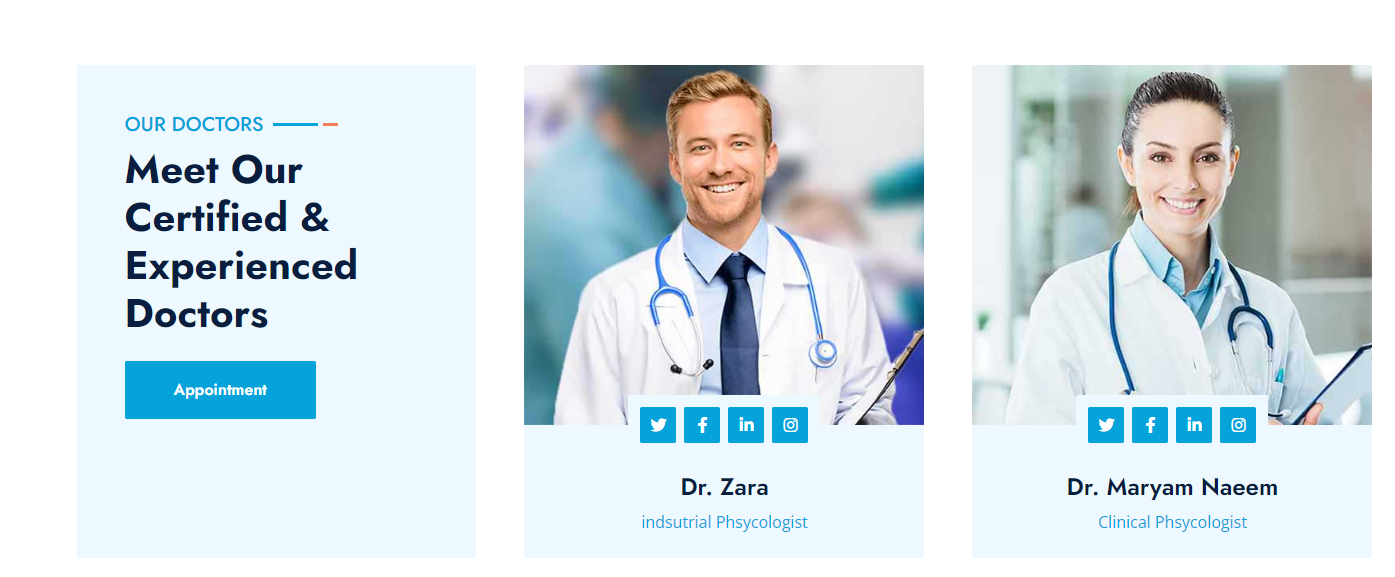 OUR DOCTORS
Meet Our
Certified &
Experienced
Doctors
Appointment
Dr. Zara
indsutrial Phsycologist
Dr. Maryam Naeem
Clinical Phsycologist